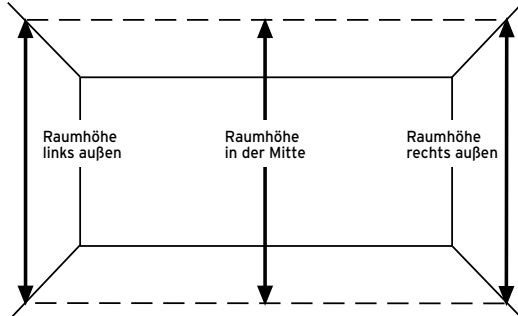 Raumhöhe
links außen
Raumhöhe
in der Mitte
Raumhöhe
rechts außen